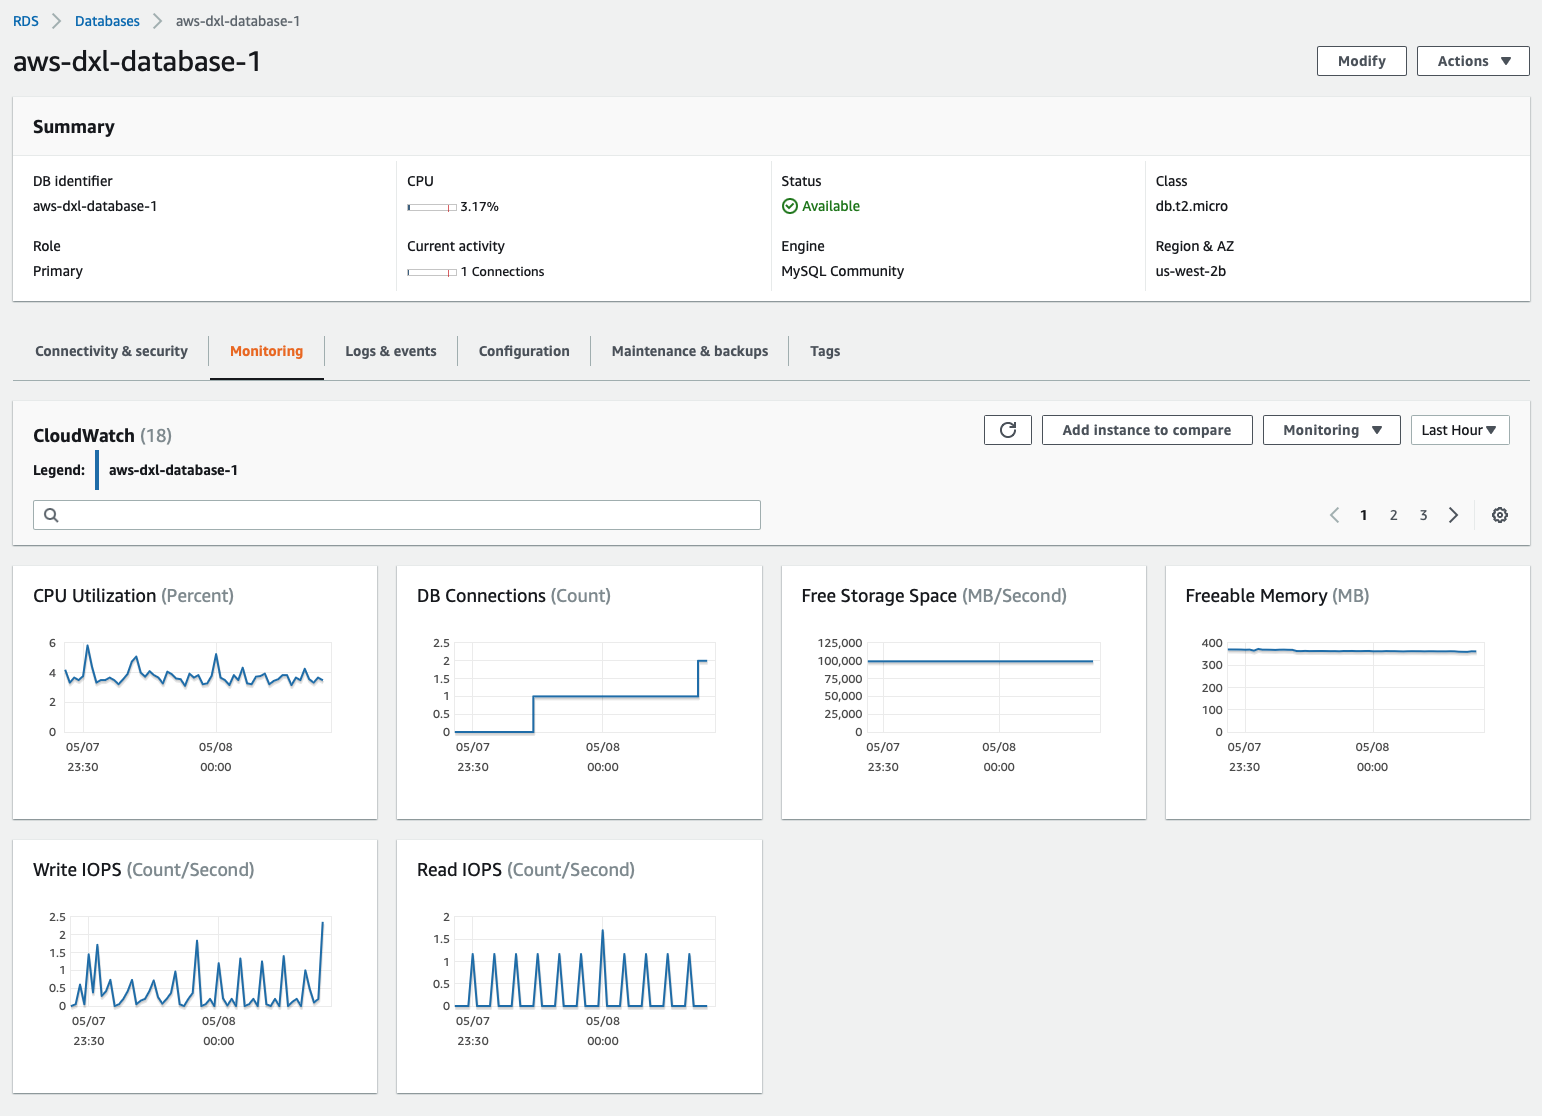 RDS > Databases > aws-dxl-database-1
aws-dxl-database-1
Modify
Actions
Summary
DB identifier
aws-dxl-database-1
Role
Primary
CPU
3.17%
Current activity
1 Connections
Status
Available
Engine
MySQL Community
Class
db.t2.micro
Region & AZ
us-west-2b
Connectivity & security
Monitoring
Logs & events
Configuration
Maintenance & backups
Tags
CloudWatch (18)
Add instance to compare
Monitoring
Last Hour
Legend: aws-dxl-database-1
1 2 3
CPU Utilization (Percent)
6
4
2
0
05/07 05/08
23:30 00:00
DB Connections (Count)
2.5
2
1.5
1
0.5
0
05/07 05/08
23:30 00:00
Free Storage Space (MB/Second)
125,000
100,000
75,000
50,000
25,000
0
05/07 05/08
23:30 00:00
Freeable Memory (MB)
400
300
200
100
0
05/07 05/08
23:30 00:00
Write IOPS (Count/Second)
2.5
2
1.5
1
0.5
0
05/07 05/08
23:30 00:00
Read IOPS (Count/Second)
2
1.5
1
0.5
0
05/07 05/08
23:30 00:00